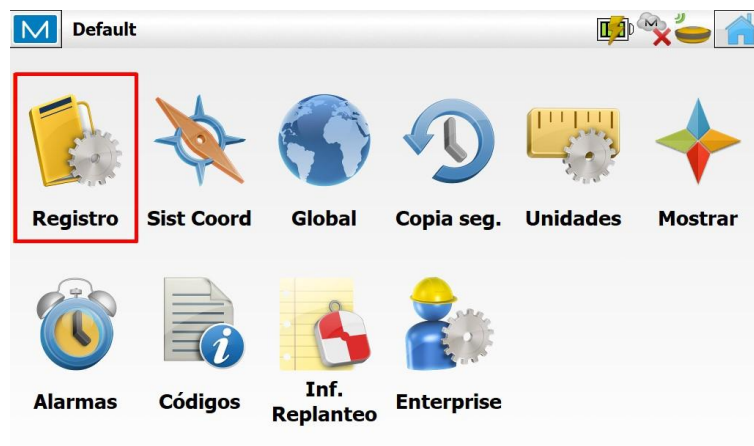 M Default
Registro Sist Coord Global Copia seg. Unidades Mostrar
Alarmas Códigos Inf. Replanteo Enterprise